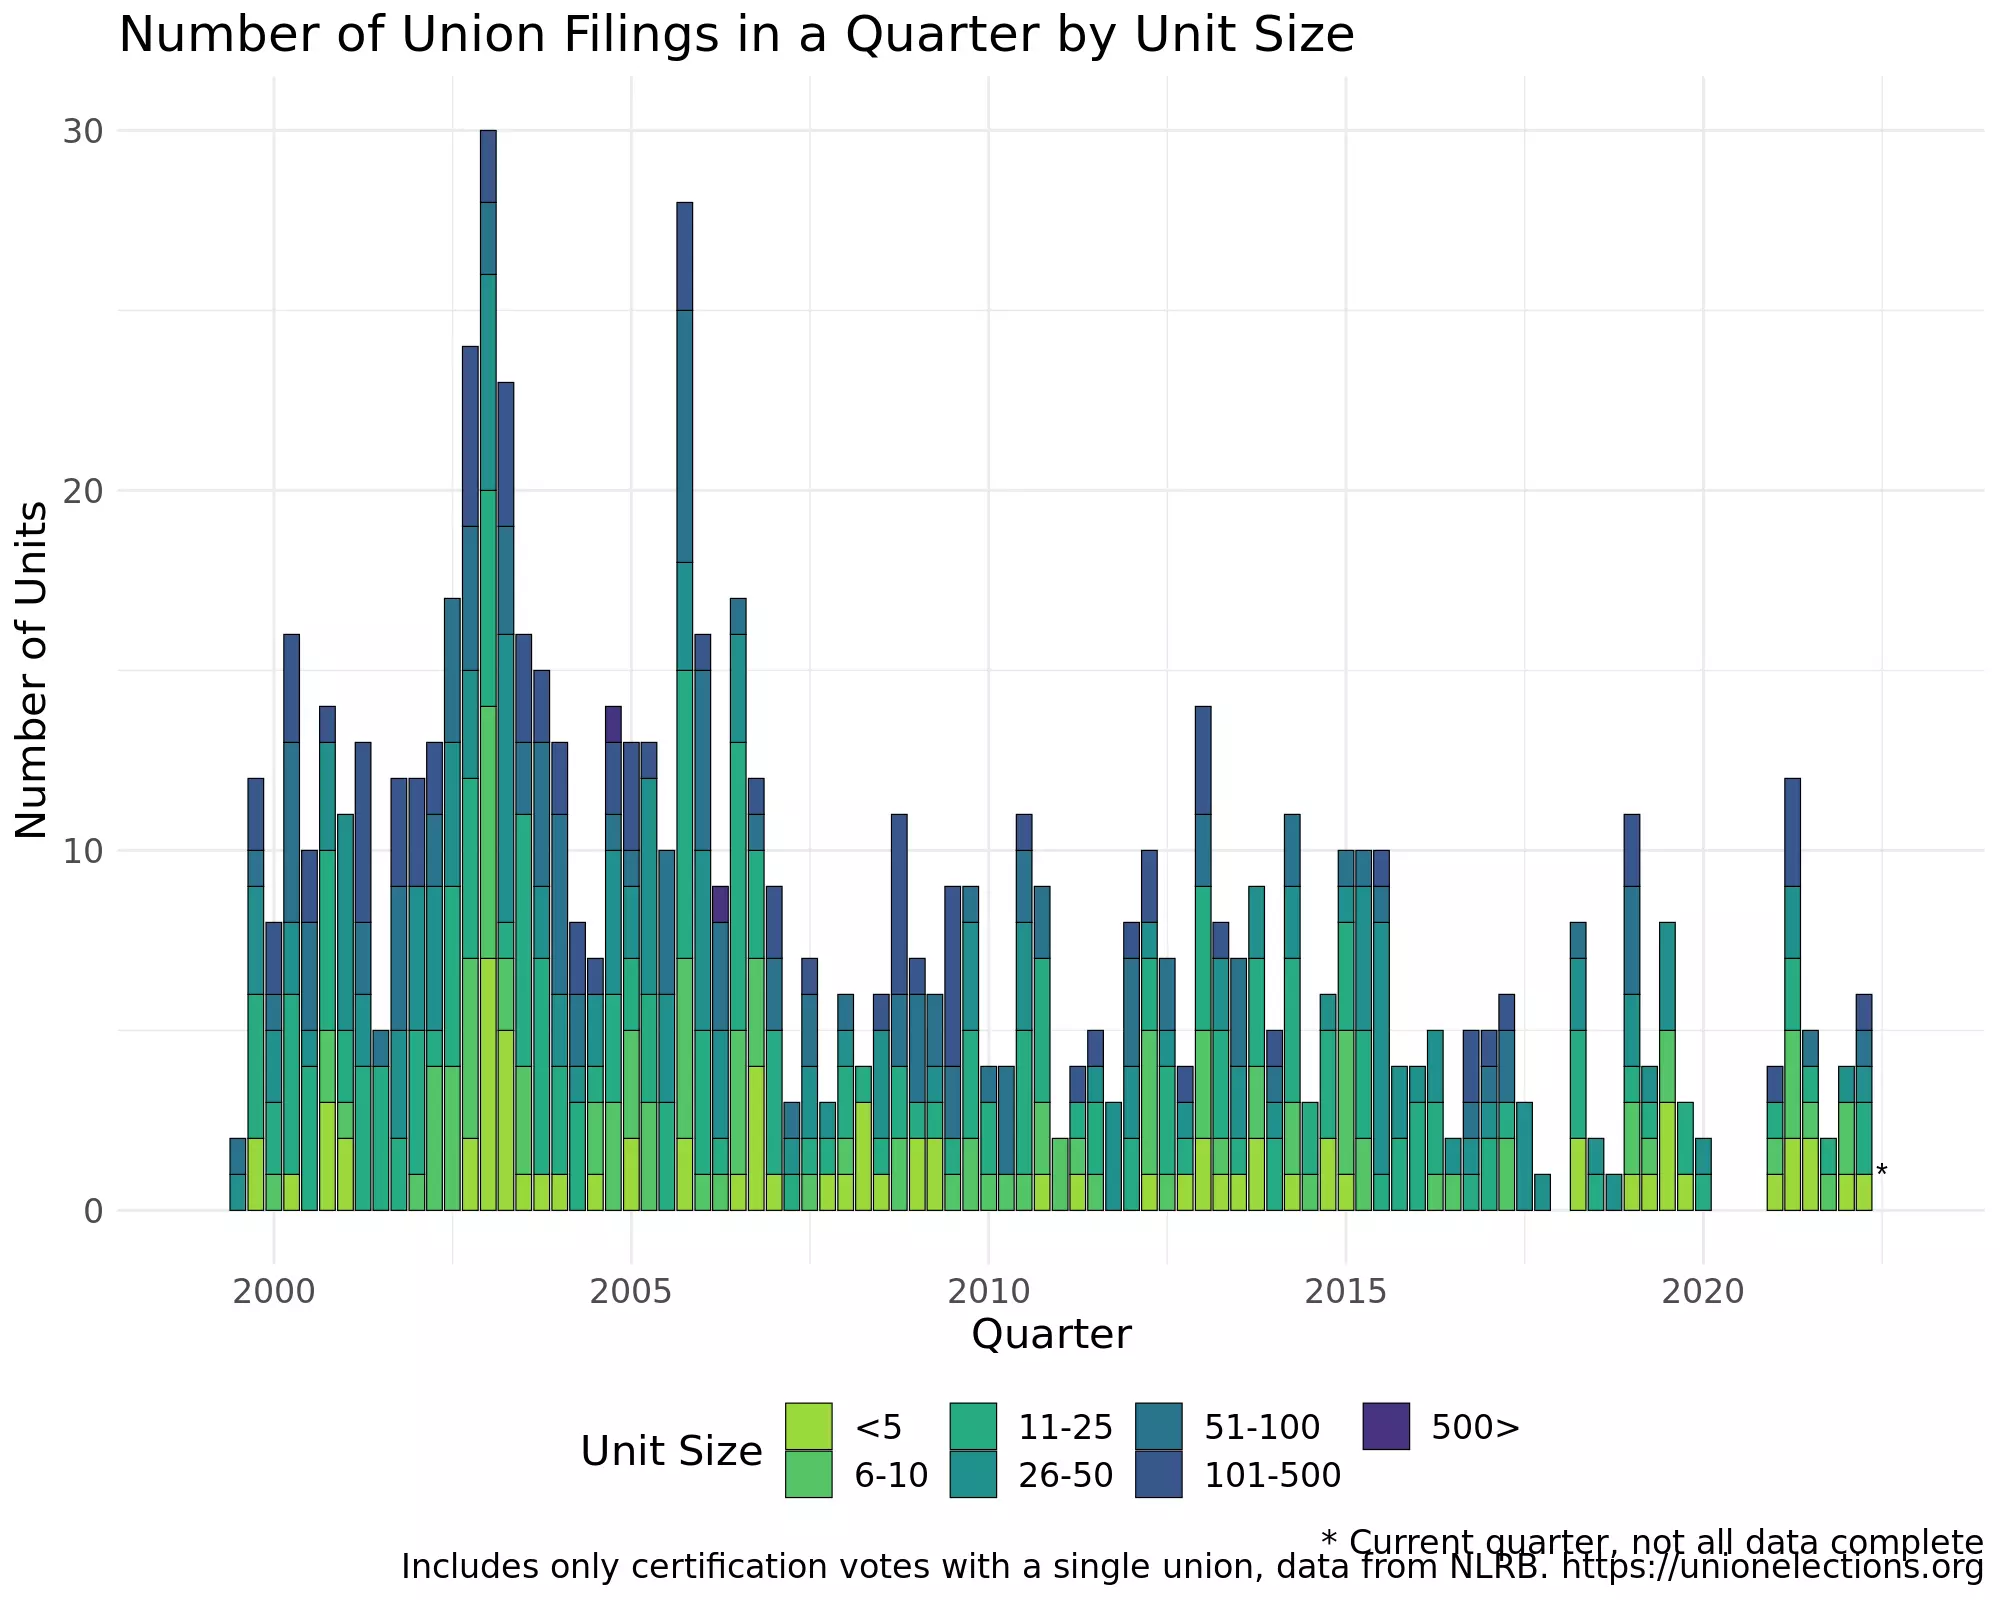 Number of Union Filings in a Quarter by Unit Size
Number of Units
30
20
10
0
*
2000 2005 2010 2015 2020
Quarter
Unit Size
<5 11-25 51-100 500>
6-10 26-50 101-500
* Current quarter, not all data complete
Includes only certification votes with a single union, data from NLRB. https://unionelections.org